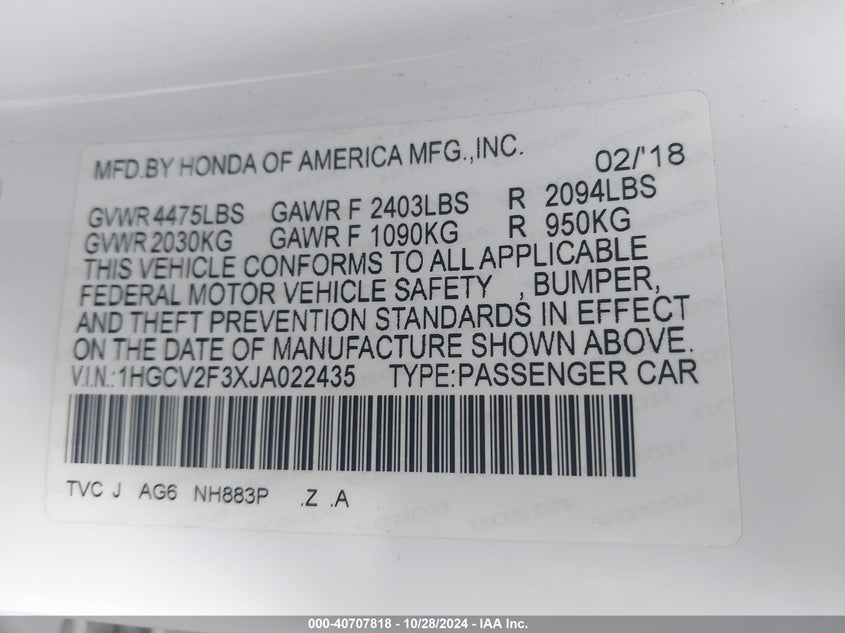 MFD.BY HONDA OF AMERICA MFG.,INC. 02/'18
GVWR 4475LBS GAWR F 2403LBS R 2094LBS
GVWR 2030KG GAWR F 1090KG R 950KG
THIS VEHICLE CONFORMS TO ALL APPLICABLE
FEDERAL MOTOR VEHICLE SAFETY , BUMPER,
AND THEFT PREVENTION STANDARDS IN EFFECT
ON THE DATE OF MANUFACTURE SHOWN ABOVE.
V.I.N.:1HGCV2F3XJA022435 TYPE:PASSENGER CAR
TVC J AG6 NH883P .Z .A
000-40707818 - 10/28/2024 - IAA Inc.